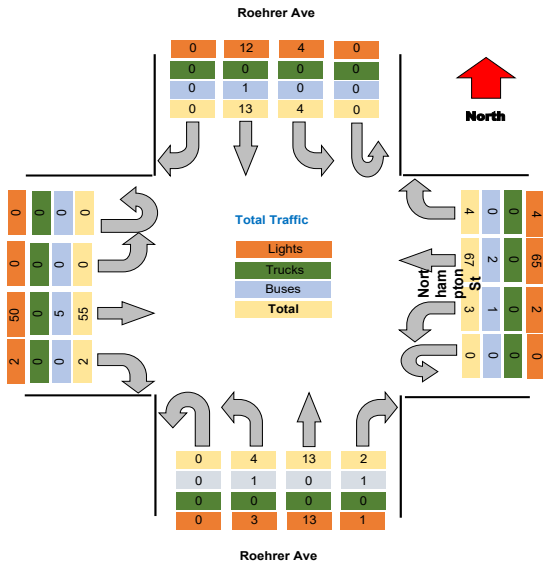 Roehrer Ave
0 12 4 0
0 0 0 0
0 1 0 0
0 13 4 0
North
0 0 0 0
0 0 0 0
50 0 5 55
2 0 0 2
Total Traffic
Lights
Trucks
Buses
Total
4 0 0 4
67 2 0 65
3 1 0 2
0 0 0 0
Nort
ham
pton
St
0 4 13 2
0 1 0 1
0 0 0 0
0 3 13 1
Roehrer Ave